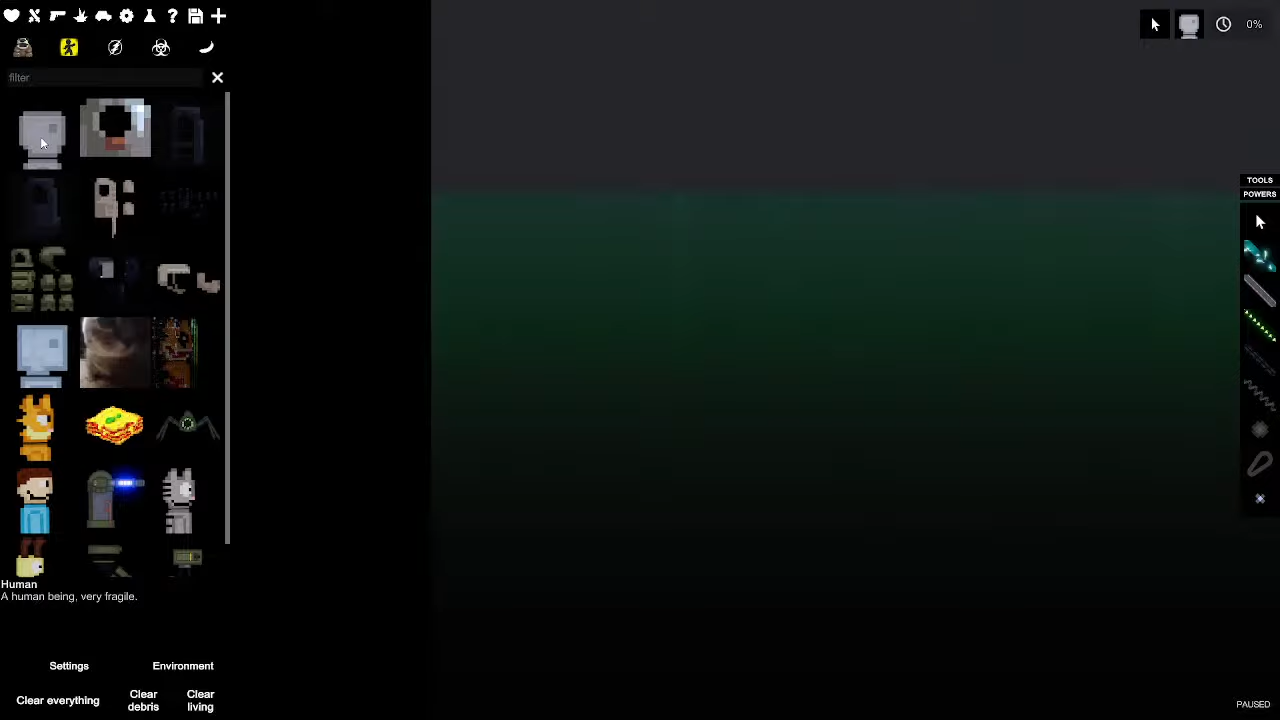 0%
filter
TOOLS
POWERS
Human
A human being, very fragile.
Settings
Environment
Clear everything
Clear
debris
Clear
living
PAUSED